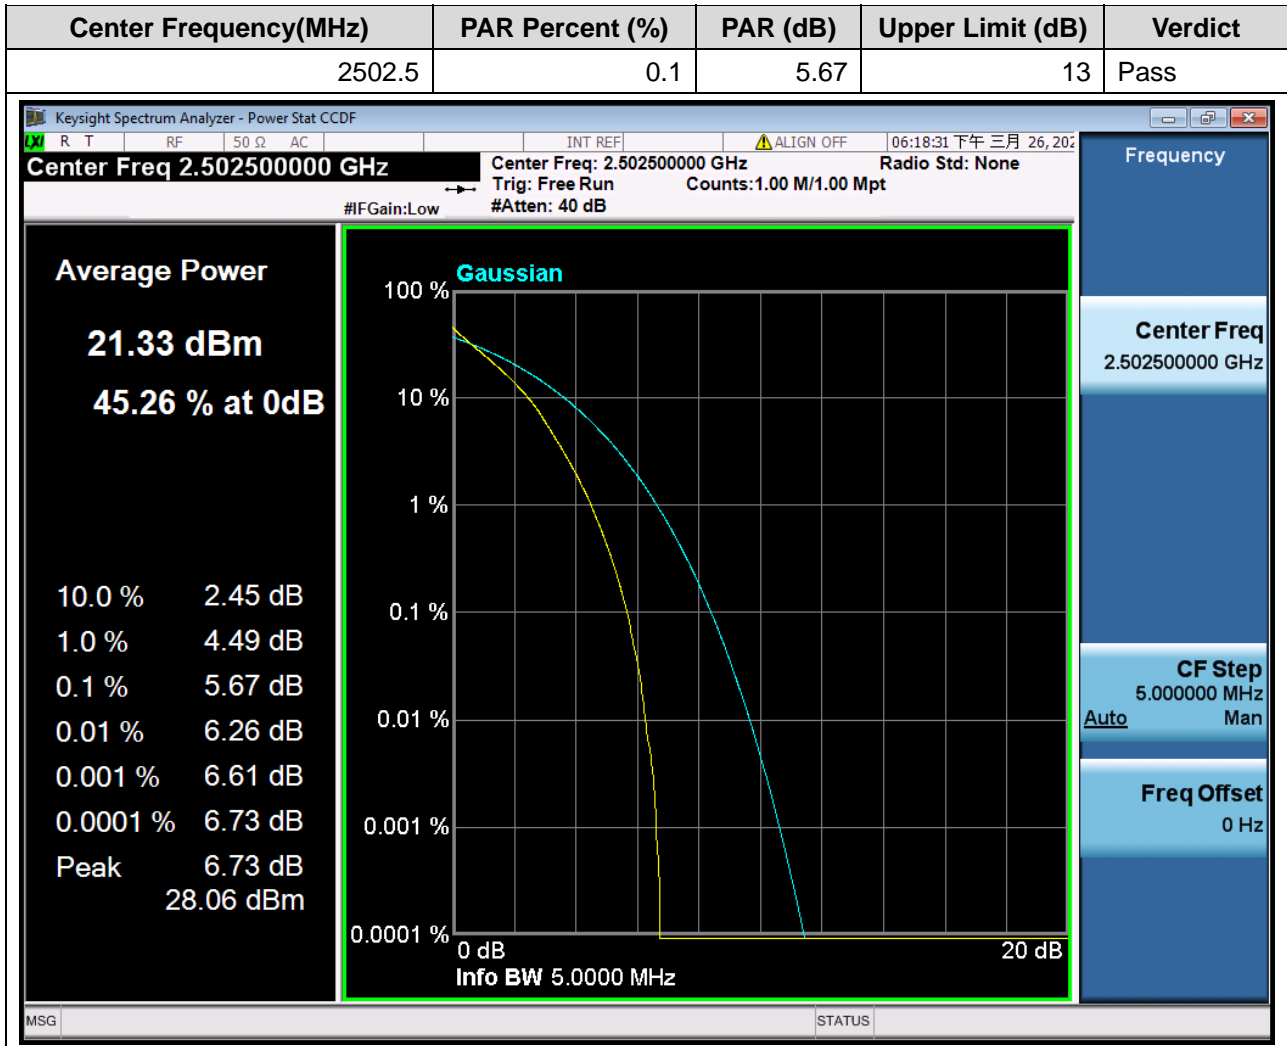 Center Frequency(MHz) PAR Percent (%) PAR (dB) Upper Limit (dB) Verdict
2502.5 0.1 5.67 13 Pass
Keysight Spectrum Analyzer - Power Stat CCDF
LXI R T RF 50 Ω AC INT REF ALIGN OFF 06:18:31 下午 三月 26, 202
Center Freq 2.502500000 GHz
Center Freq: 2.502500000 GHz Radio Std: None
Trig: Free Run Counts:1.00 M/1.00 Mpt
#IFGain:Low #Atten: 40 dB
Average Power
21.33 dBm
45.26 % at 0dB
10.0 % 2.45 dB
1.0 % 4.49 dB
0.1 % 5.67 dB
0.01 % 6.26 dB
0.001 % 6.61 dB
0.0001 % 6.73 dB
Peak 6.73 dB
28.06 dBm
Gaussian
100 %
10 %
1 %
0.1 %
0.01 %
0.001 %
0.0001 %
0 dB 20 dB
Info BW 5.0000 MHz
Frequency
Center Freq
2.502500000 GHz
CF Step
5.000000 MHz
Auto Man
Freq Offset
0 Hz
MSG STATUS